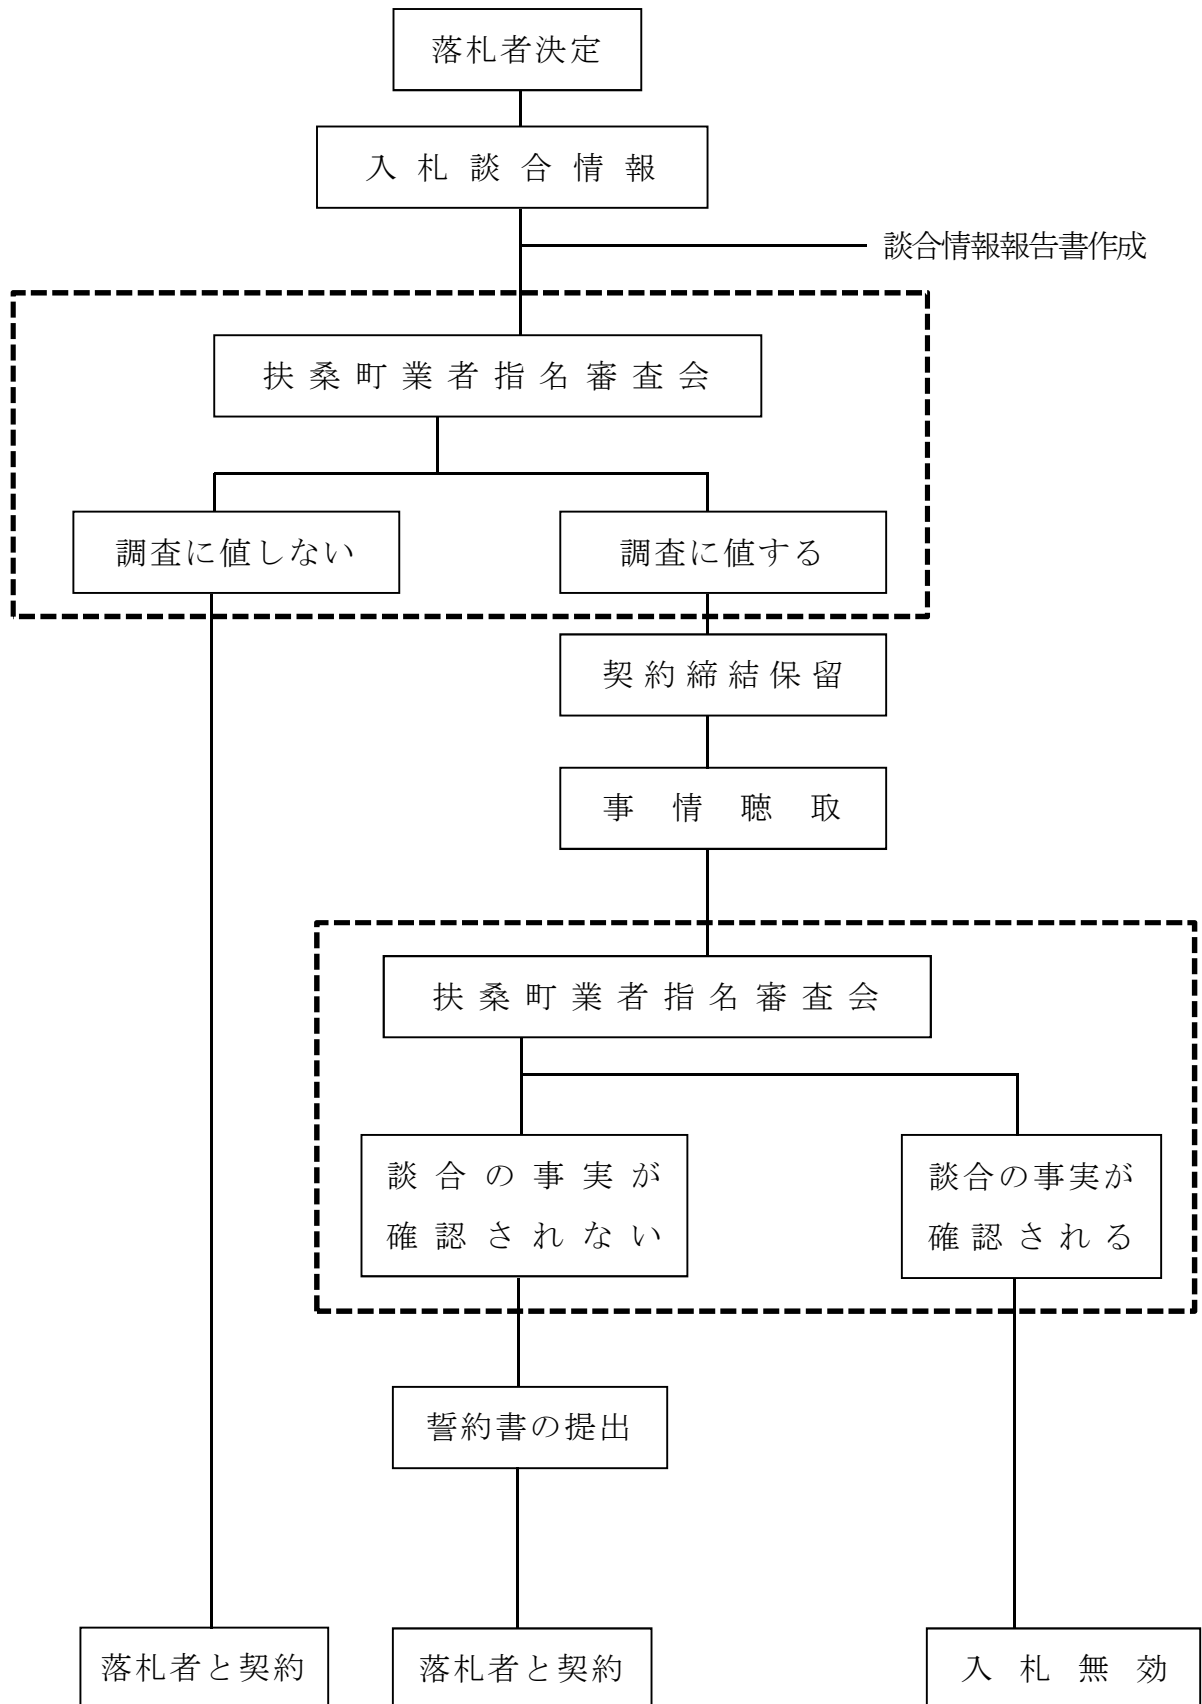 落札者決定
入札談合情報
談合情報報告書作成
扶桑町業者指名審査会
調査に値しない
調査に値する
契約締結保留
事情聴取
扶桑町業者指名審査会
談合の事実が
確認されない
談合の事実が
確認される
誓約書の提出
落札者と契約
落札者と契約
入札無効